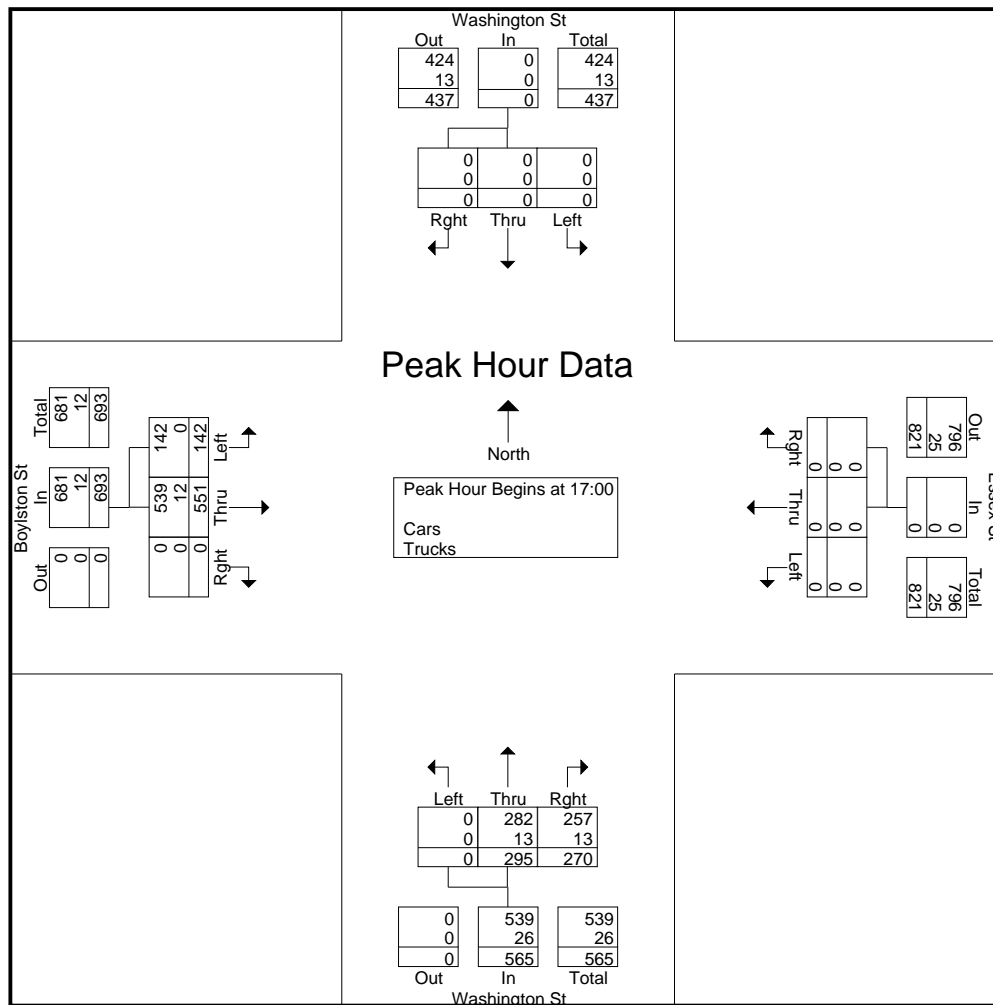 Washington St
Out In Total
424 0 424
13 0 13
437 0 437
0 0 0
0 0 0
0 0 0
Rght Thru Left
Peak Hour Data
North
Peak Hour Begins at 17:00
Cars
Trucks
Boylston St
Total In Out
681 681 0
12 12 0
693 693 0
142 539 0
0 12 0
142 551 0
Left Thru Rght
Rght Thru Left
0 0 0
0 0 0
0 0 0
Out In Total
796 0 796
25 0 25
821 0 821
Left Thru Rght
0 282 257
0 13 13
0 295 270
0 539 539
0 26 26
0 565 565
Out In Total
Washington St